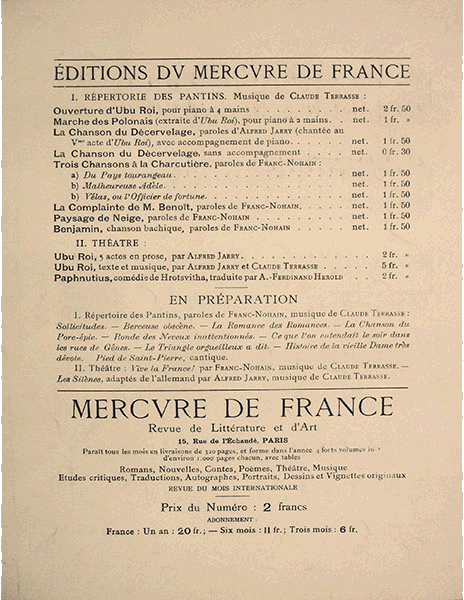 ÉDITIONS DV MERCVRE DE FRANCE
I. RÉPERTOIRE DES PANTINS. Musique de CLAUDE TERRASSE :
Ouverture d'Ubu Roi, pour piano à 4 mains . . . . . . . . . net. 2 fr. 50
Marche des Polonais (extraite d'Ubu Roi), pour piano à 2 mains. . . net. 1 fr. »
La Chanson du Décervelage, paroles d'ALFRED JARRY (chantée au
Vme acte d'Ubu Roi), avec accompagnement de piano. . . . . . net. 1 fr. 50
La Chanson du Décervelage, sans accompagnement . . . . . net. 0 fr. 30
Trois Chansons à la Charcutière, paroles de FRANC-NOHAIN :
a) Du Pays tourangeau . . . . . . . . . . . net. 1 fr. 50
b) Malheureuse Adèle . . . . . . . . . . . net. 1 fr. 50
b) Vélas, ou l'Officier de fortune . . . . . . . . net. 1 fr. 50
La Complainte de M. Benoît, paroles de FRANC-NOHAIN. . . . . net. 1 fr. 50
Paysage de Neige, paroles de FRANC-NOHAIN . . . . . . . net. 1 fr. 50
Benjamin, chanson bachique, paroles de FRANC-NOHAIN . . . . net. 1 fr. 50
II. THÉATRE :
Ubu Roi, 5 actes en prose, par ALFRED JARRY. . . . . . . . 2 fr. »
Ubu Roi, texte et musique, par ALFRED JARRY et CLAUDE TERRASSE . . . 5 fr. »
Paphnutius, comédie de Hrotsvitha, traduite par A.-FERDINAND HEROLD . . 2 fr. »
EN PRÉPARATION
I. Répertoire des Pantins, paroles de FRANC-NOHAIN, musique de CLAUDE TERRASSE :
Sollicitudes. — Berceuse obscène. — La Romance des Romances. — La Chanson du
Porc-épic. — Ronde des Neveux inattentionnés. — Ce que l'on entendait le soir dans
les rues de Gênes. — Le Triangle orgueilleux a dit. — Histoire de la vieille Dame très
dévote. Pied de Saint-Pierre, cantique.
II. Théâtre : Vive la France! par FRANC-NOHAIN, musique de CLAUDE TERRASSE. —
Les Silènes, adaptés de l'allemand par ALFRED JARRY, musique de CLAUDE TERRASSE.
MERCVRE DE FRANCE
Revue de Littérature et d'Art
15, Rue de l'Échaudé, PARIS
Paraît tous les mois en livraisons de 320 pages, et forme dans l'année 4 forts volumes in-8
d'environ 1.000 pages chacun, avec tables
Romans, Nouvelles, Contes, Poèmes, Théâtre, Musique
Etudes critiques, Traductions, Autographes, Portraits, Dessins et Vignettes originaux
REVUE DU MOIS INTERNATIONALE
Prix du Numéro : 2 francs
ABONNEMENT
France : Un an : 20 fr.; — Six mois : 11 fr.; Trois mois : 6 fr.